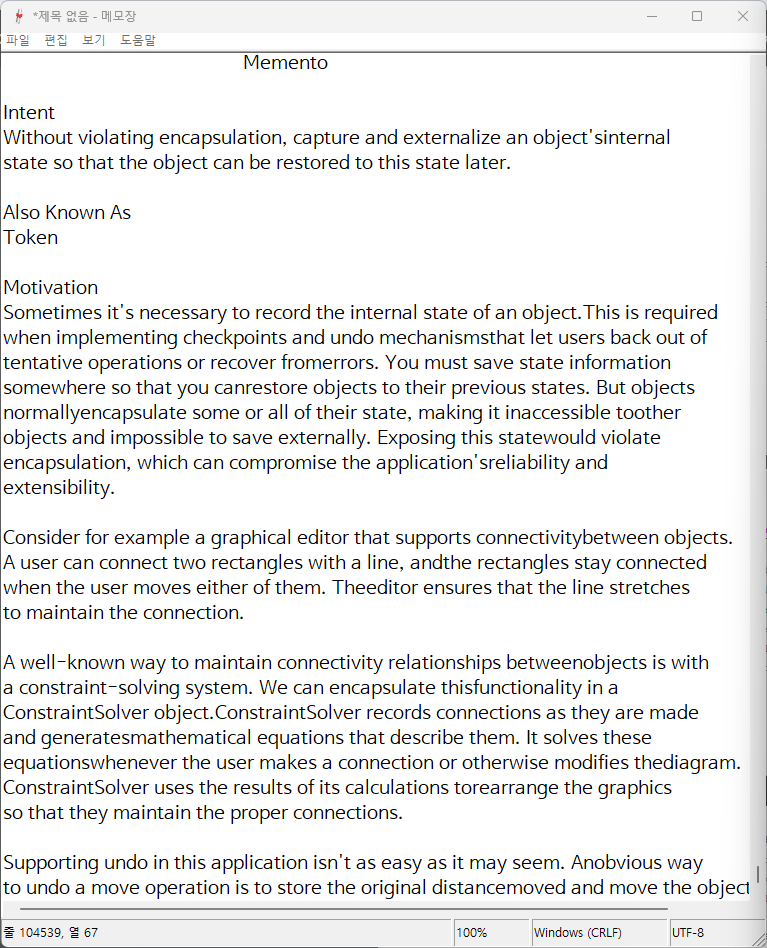 *제목 없음 - 메모장
파일 편집 보기 도움말
Memento
Intent
Without violating encapsulation, capture and externalize an object'sinternal
state so that the object can be restored to this state later.
Also Known As
Token
Motivation
Sometimes it's necessary to record the internal state of an object.This is required
when implementing checkpoints and undo mechanismsthat let users back out of
tentative operations or recover fromerrors. You must save state information
somewhere so that you canrestore objects to their previous states. But objects
normallyencapsulate some or all of their state, making it inaccessible toother
objects and impossible to save externally. Exposing this statewould violate
encapsulation, which can compromise the application'sreliability and
extensibility.
Consider for example a graphical editor that supports connectivitybetween objects.
A user can connect two rectangles with a line, andthe rectangles stay connected
when the user moves either of them. Theeditor ensures that the line stretches
to maintain the connection.
A well-known way to maintain connectivity relationships betweenobjects is with
a constraint-solving system. We can encapsulate thisfunctionality in a
ConstraintSolver object.ConstraintSolver records connections as they are made
and generatesmathematical equations that describe them. It solves these
equationswhenever the user makes a connection or otherwise modifies thediagram.
ConstraintSolver uses the results of its calculations torearrange the graphics
so that they maintain the proper connections.
Supporting undo in this application isn't as easy as it may seem. Anobvious way
to undo a move operation is to store the original distancemoved and move the object
줄 104539, 열 67 100% Windows (CRLF) UTF-8